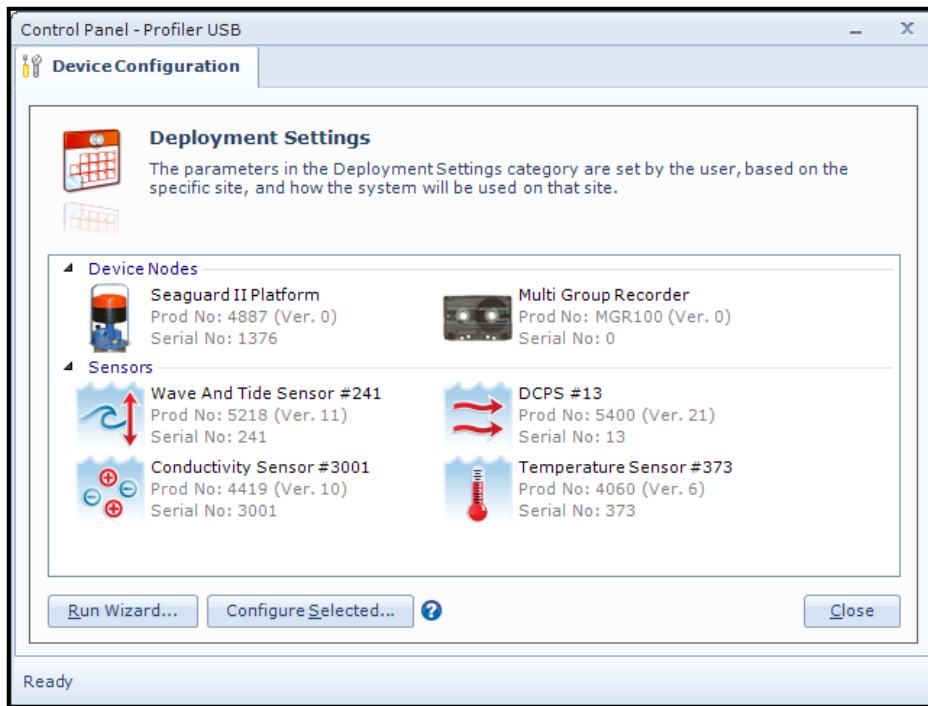 Control Panel - Profiler USB
Device Configuration
Deployment Settings
The parameters in the Deployment Settings category are set by the user, based on the
specific site, and how the system will be used on that site.
Device Nodes
Seaguard II Platform
Prod No: 4887 (Ver. 0)
Serial No: 1376
Multi Group Recorder
Prod No: MGR100 (Ver. 0)
Serial No: 0
Sensors
Wave And Tide Sensor #241
Prod No: 5218 (Ver. 11)
Serial No: 241
DCPS #13
Prod No: 5400 (Ver. 21)
Serial No: 13
Conductivity Sensor #3001
Prod No: 4419 (Ver. 10)
Serial No: 3001
Temperature Sensor #373
Prod No: 4060 (Ver. 6)
Serial No: 373
Run Wizard...
Configure Selected...
?
Close
Ready